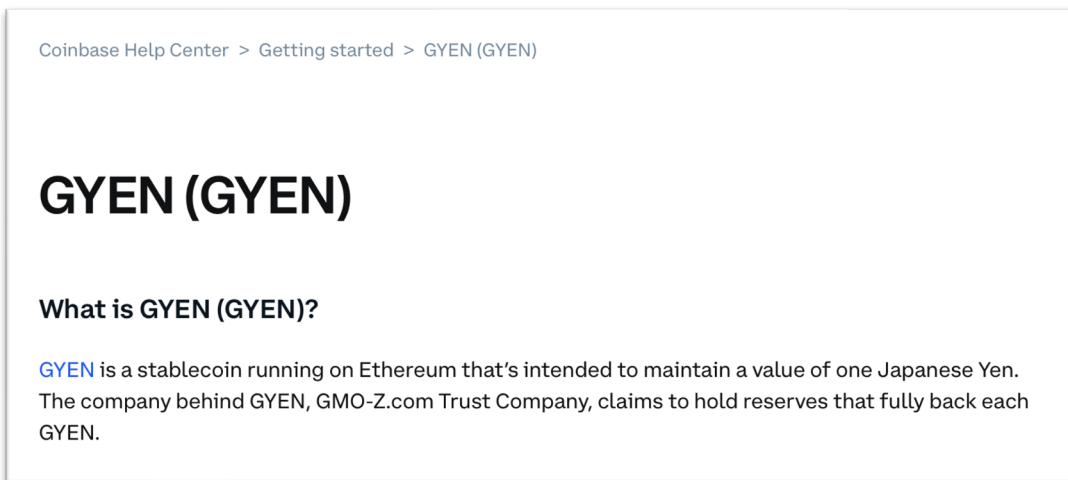 Coinbase Help Center > Getting started > GYEN (GYEN)
GYEN (GYEN)
What is GYEN (GYEN)?
GYEN is a stablecoin running on Ethereum that's intended to maintain a value of one Japanese Yen.
The company behind GYEN, GMO-Z.com Trust Company, claims to hold reserves that fully back each
GYEN.